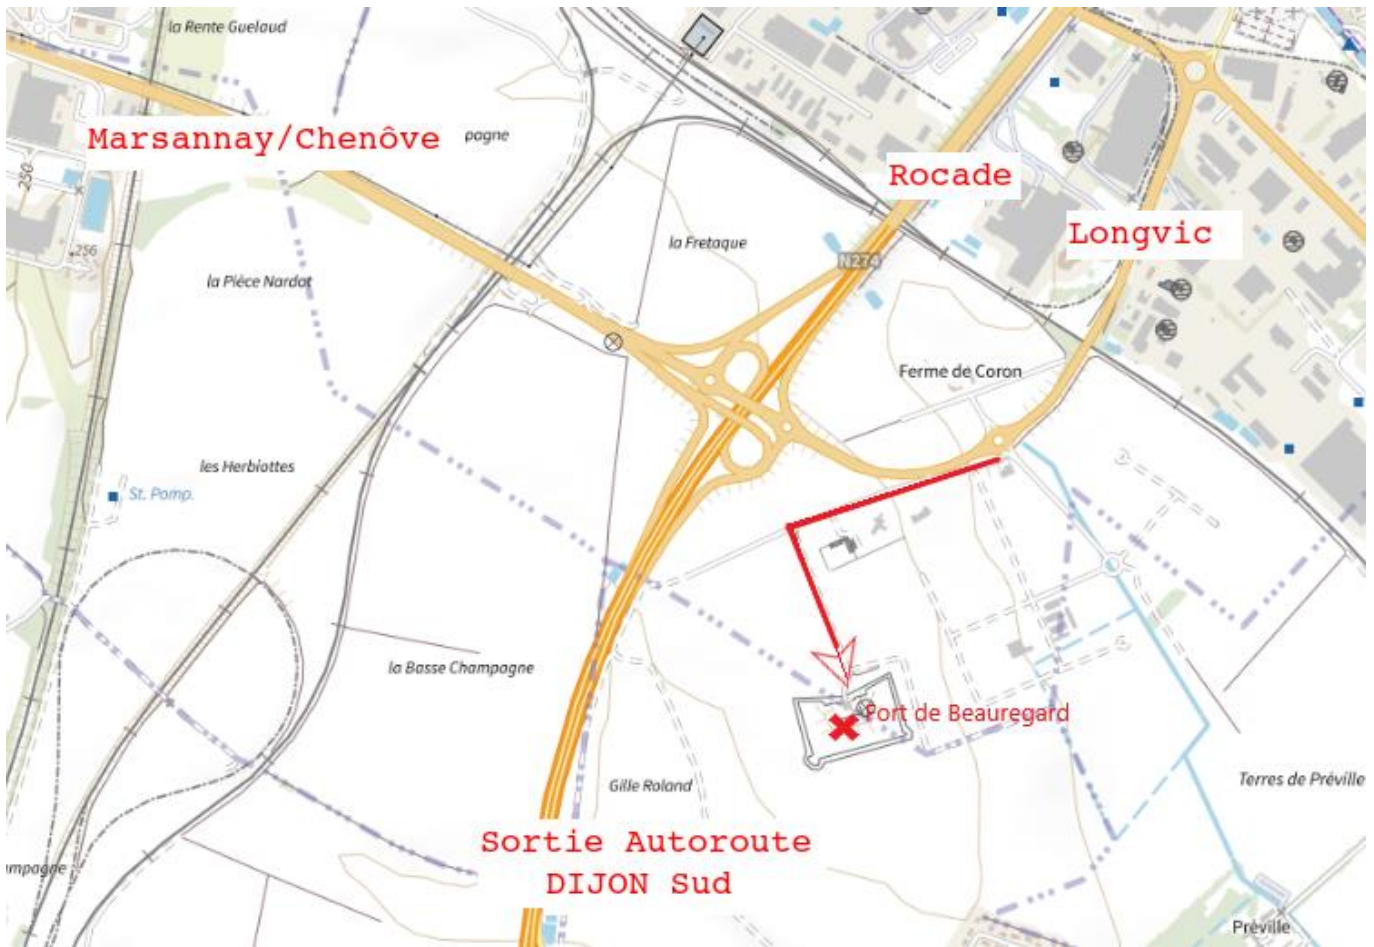 la Rente Guelaud
Marsannay/Chenôve
pagne
250
256
Rocade
Longvic
la Fretaque
N274
la Pièce Nardot
Ferme de Coron
les Herbiottes
St. Pomp.
la Basse Champagne
Fort de Beauregard
Gille Roland
Terres de Préville
Sortie Autoroute
DIJON Sud
mpagne
Préville